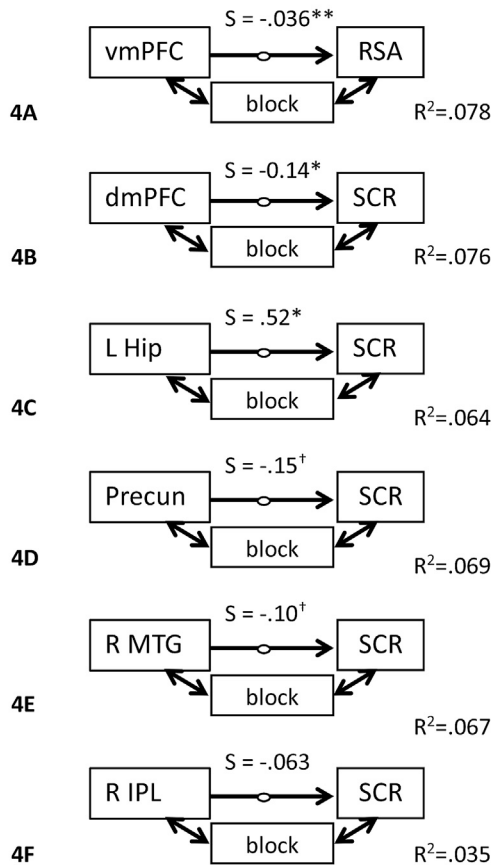 S = -.036**
vmPFC RSA
block
4A R²=.078
S = -0.14*
dmPFC SCR
block
4B R²=.076
S = .52*
L Hip SCR
block
4C R²=.064
S = -.15†
Precun SCR
block
4D R²=.069
S = -.10†
R MTG SCR
block
4E R²=.067
S = -.063
R IPL SCR
block
4F R²=.035